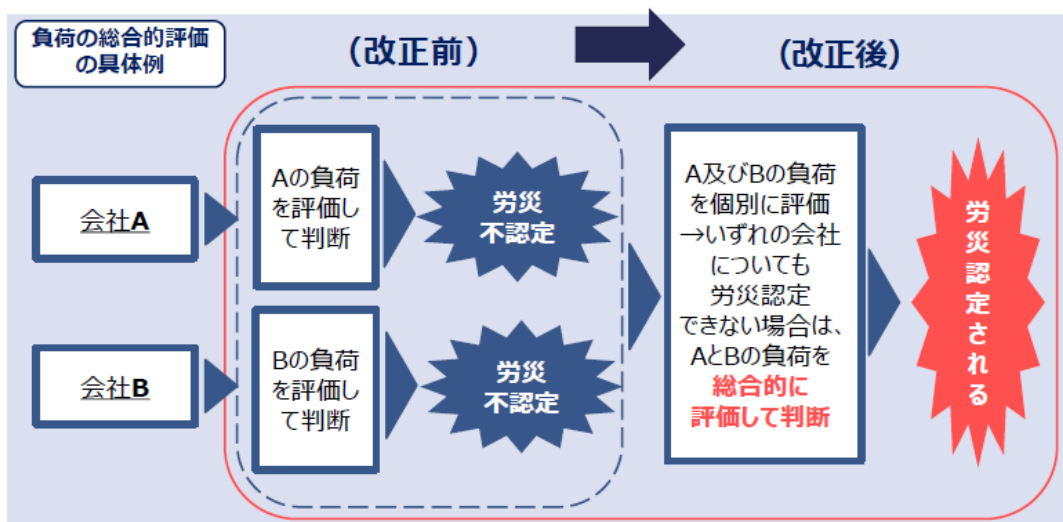 負荷の総合的評価
の具体例
（改正前）
（改正後）
会社A
Aの負荷
を評価し
て判断
労災
不認定
会社B
Bの負荷
を評価し
て判断
労災
不認定
A及びBの負荷
を個別に評価
→いずれの会社
についても
労災認定
できない場合は、
AとBの負荷を
総合的に
評価して判断
労災認定される